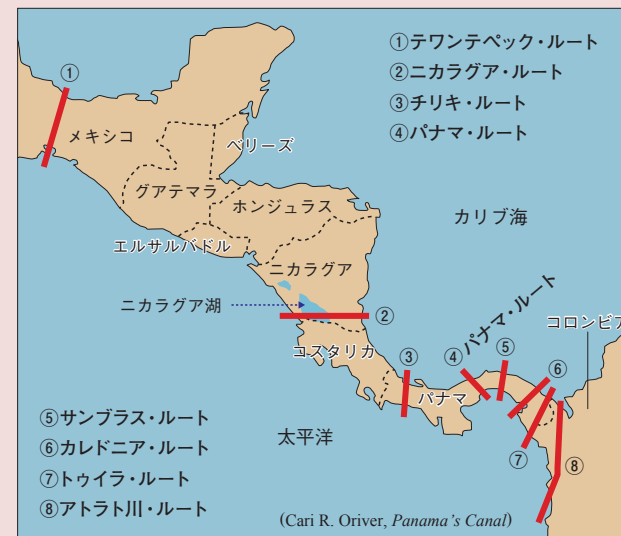 ①テワンテペック・ルート
②ニカラグア・ルート
③チリキ・ルート
④パナマ・ルート
①
メキシコ
ベリーズ
グアテマラ
ホンジュラス
カリブ海
エルサルバドル
ニカラグア
ニカラグア湖
②
コスタリカ
③
④
パナマ・ルート
⑤
コロンビア
⑥
パナマ
⑦
⑧
太平洋
⑤サンブラス・ルート
⑥カレドニア・ルート
⑦トゥイラ・ルート
⑧アトラト川・ルート
(Cari R. Oriver, Panama's Canal)